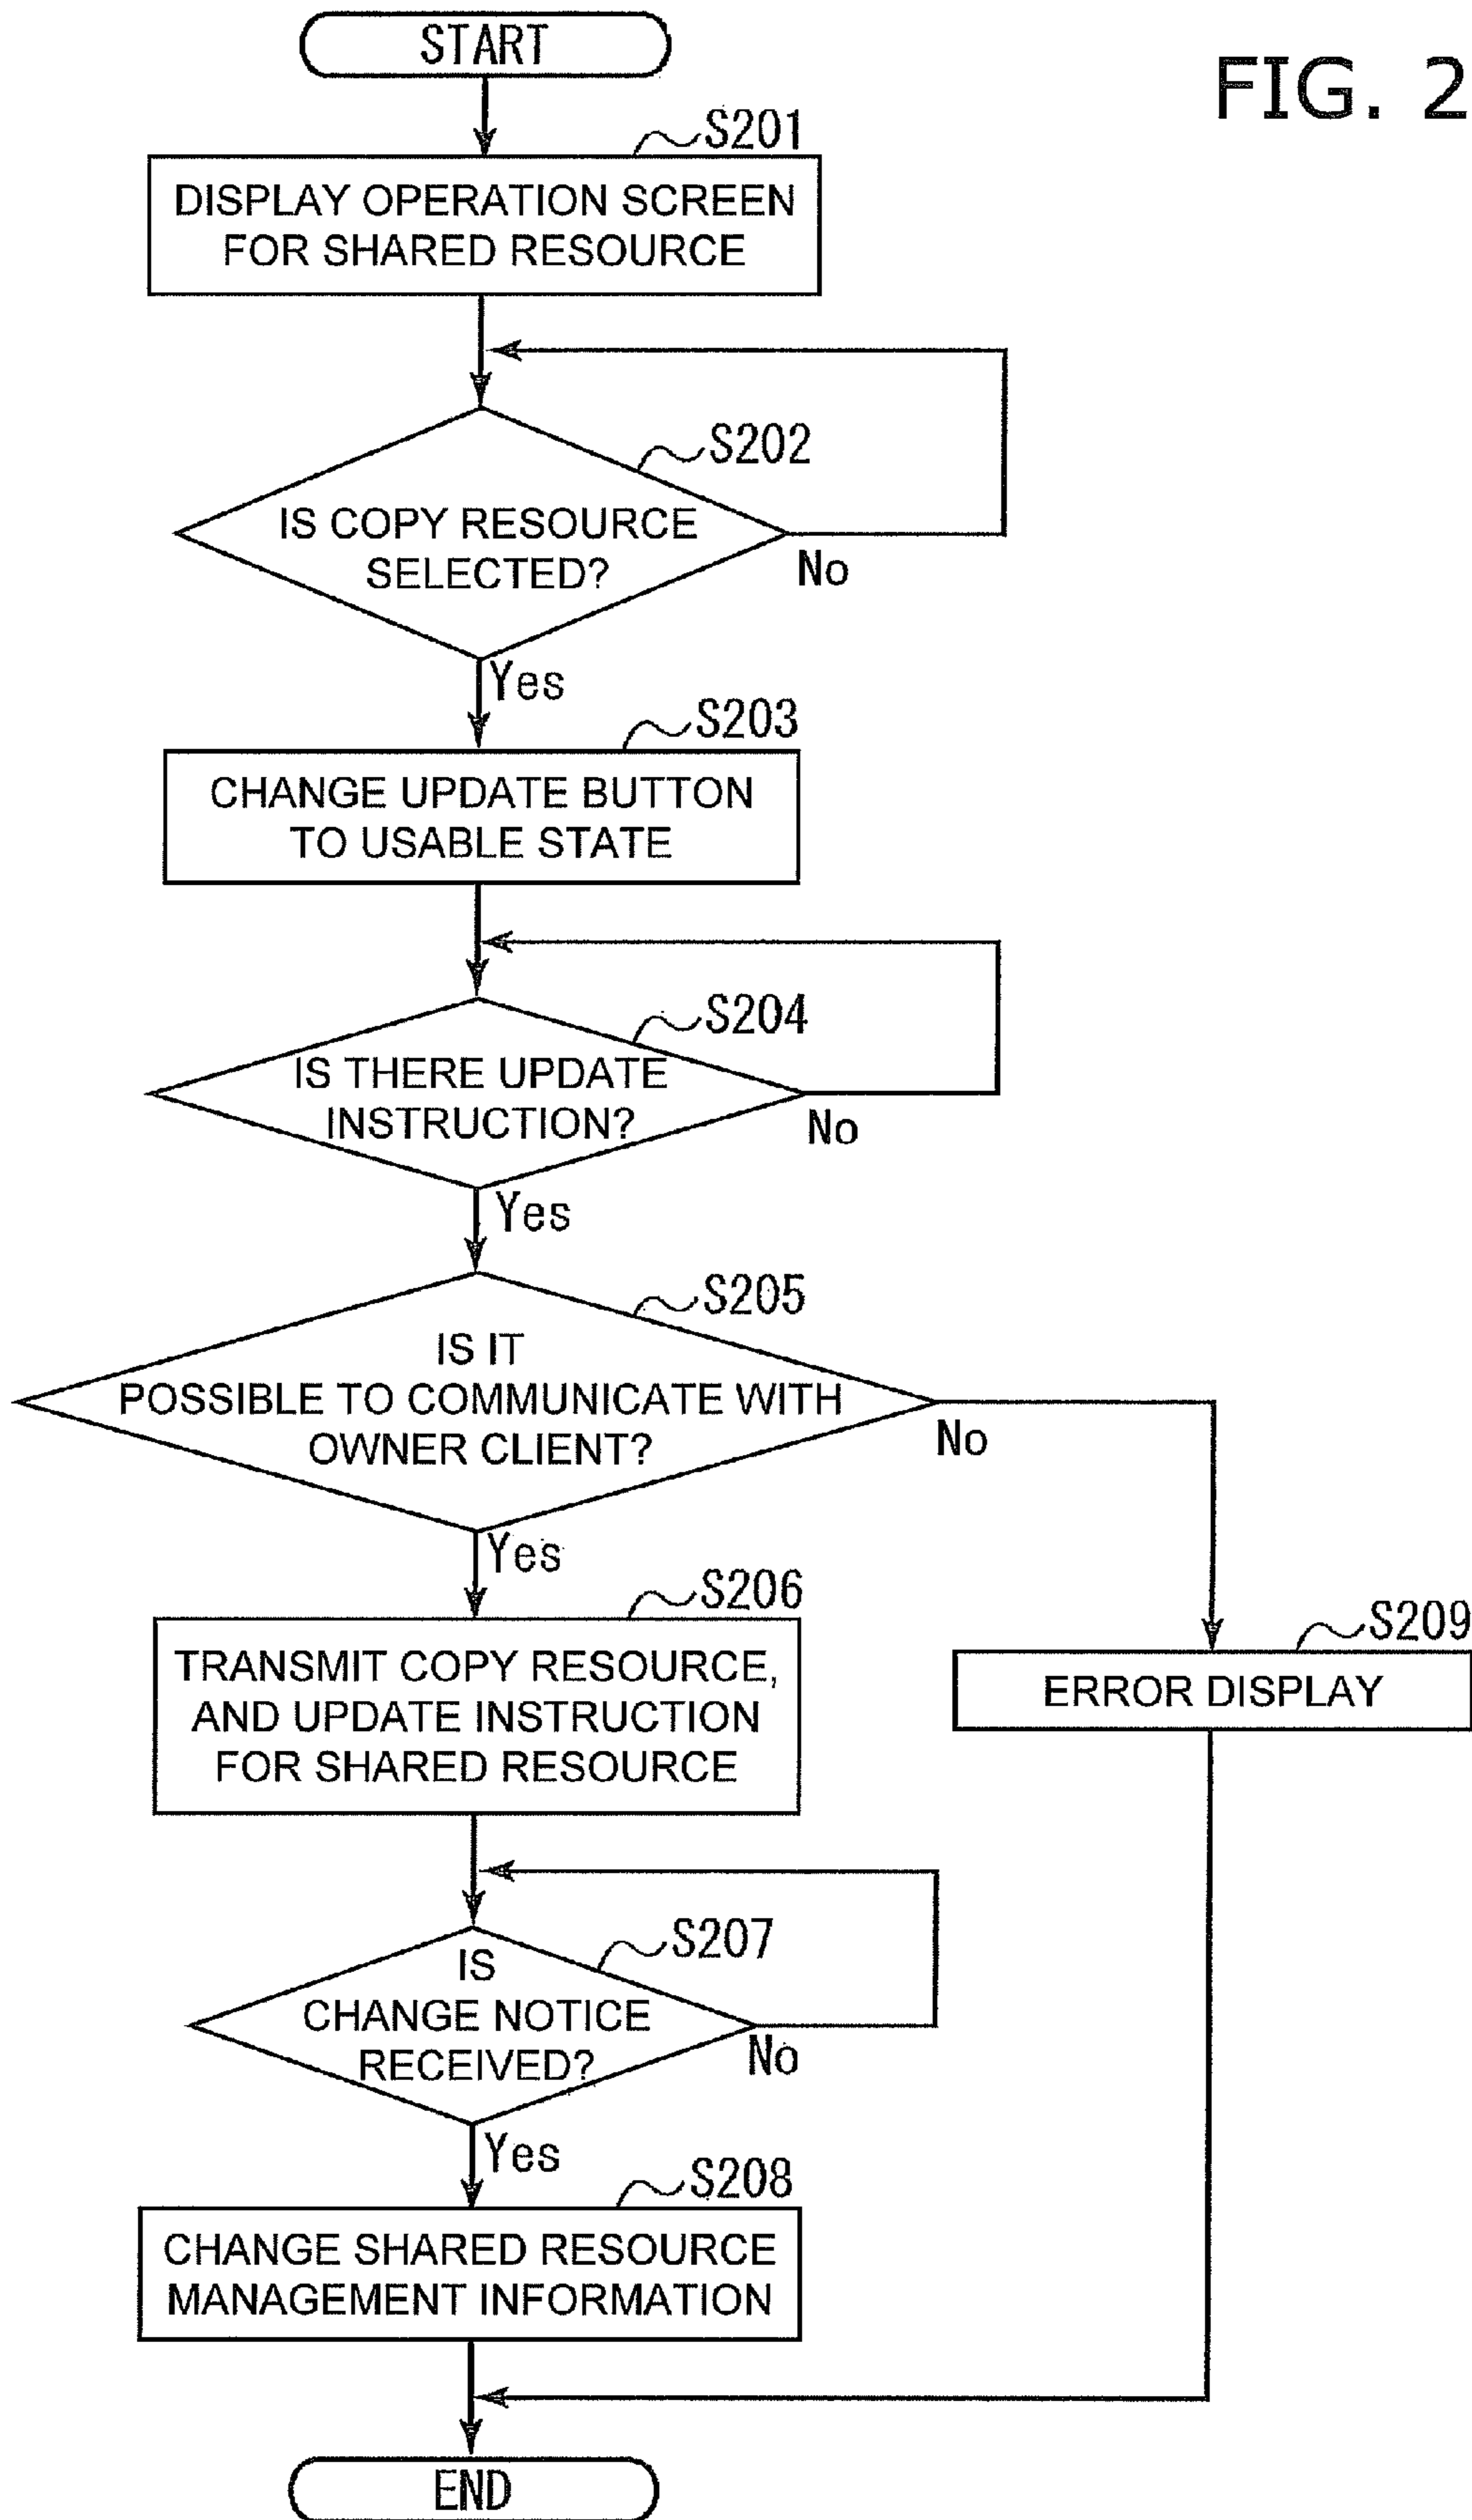 START
FIG. 2
S201
DISPLAY OPERATION SCREEN
FOR SHARED RESOURCE
S202
IS COPY RESOURCE
SELECTED?
No
Yes
S203
CHANGE UPDATE BUTTON
TO USABLE STATE
S204
IS THERE UPDATE
INSTRUCTION?
No
Yes
S205
IS IT
POSSIBLE TO COMMUNICATE WITH
OWNER CLIENT?
No
Yes
S206
TRANSMIT COPY RESOURCE,
AND UPDATE INSTRUCTION
FOR SHARED RESOURCE
S209
ERROR DISPLAY
S207
IS
CHANGE NOTICE
RECEIVED?
No
Yes
S208
CHANGE SHARED RESOURCE
MANAGEMENT INFORMATION
END